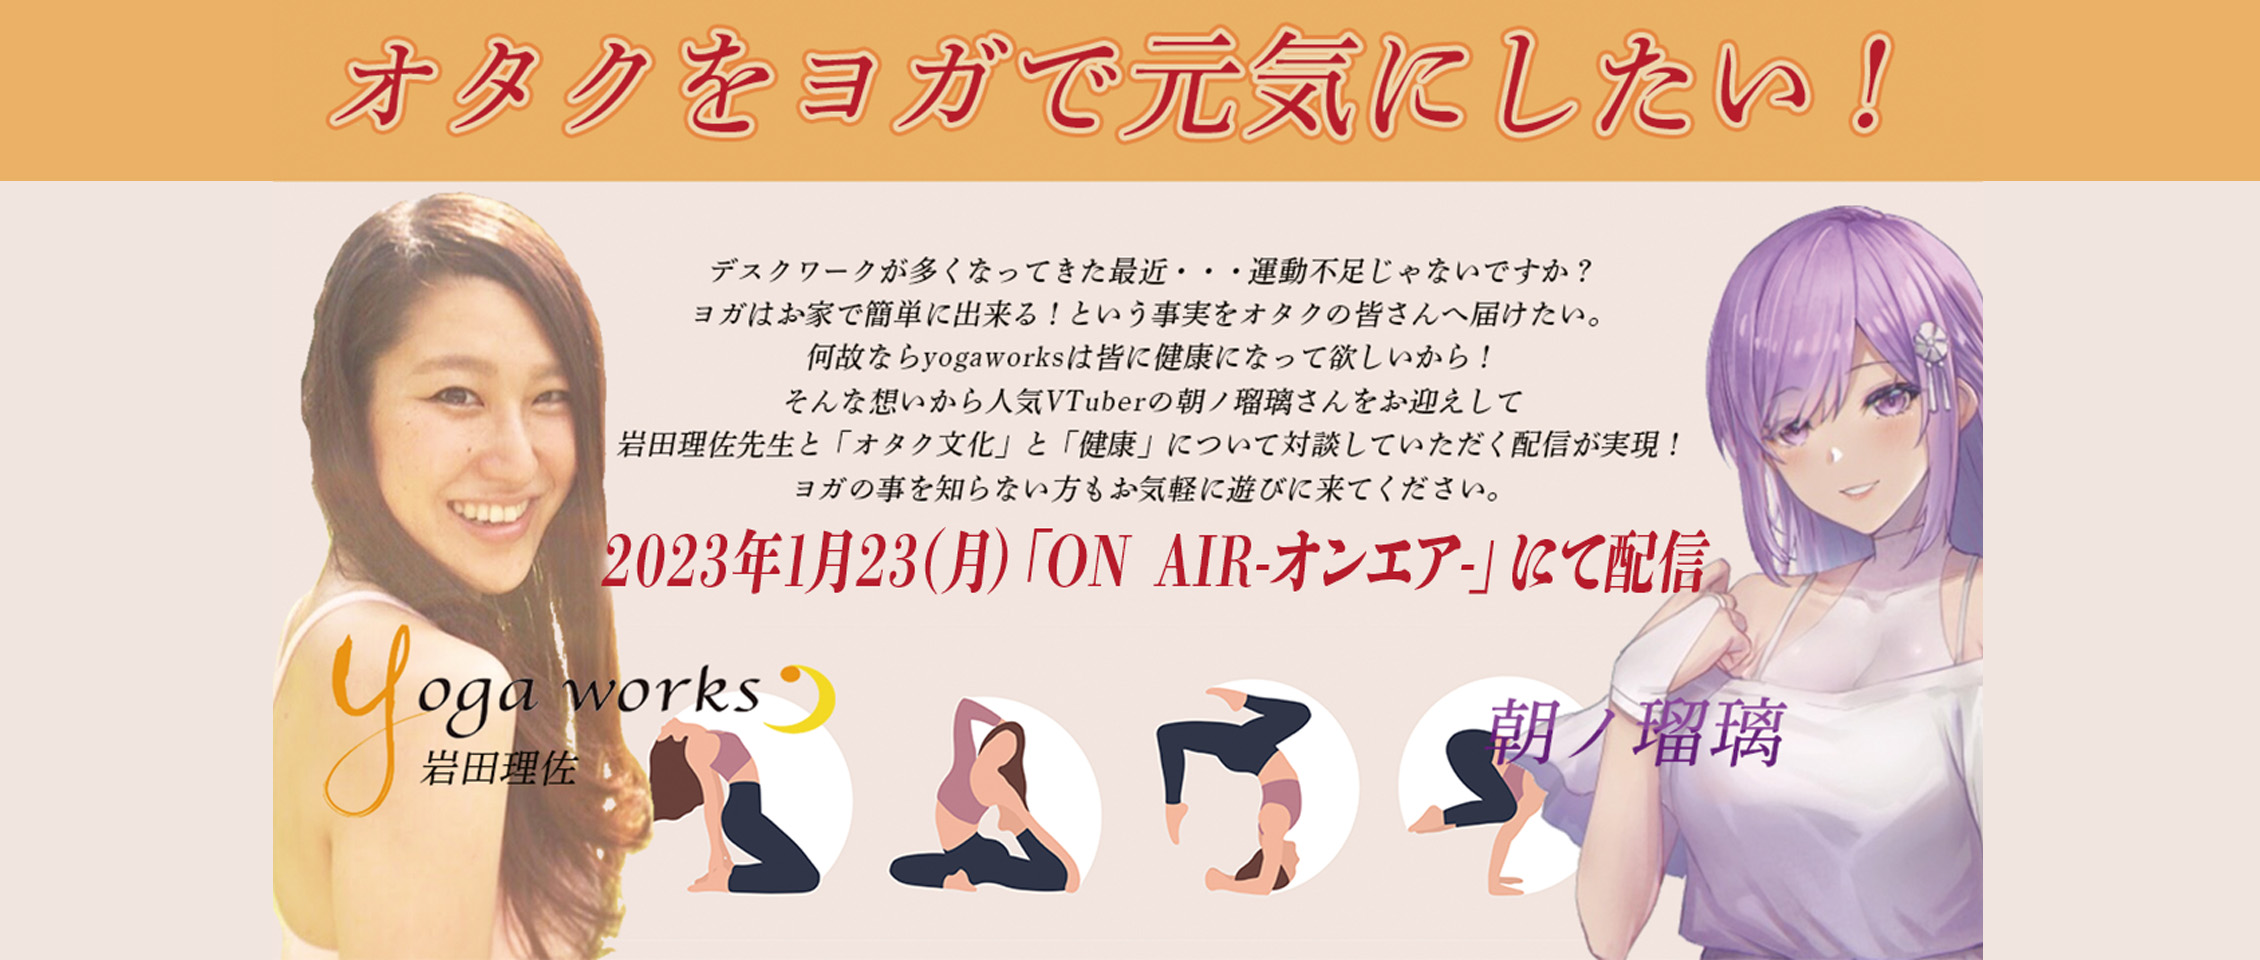 オタクをヨガで元気にしたい！
デスクワークが多くなってきた最近・・・運動不足じゃないですか？
ヨガはお家で簡単に出来る！という事実をオタクの皆さんへ届けたい。
何故ならyogaworksは皆に健康になって欲しいから！
そんな想いから人気VTuberの朝ノ瑠璃さんをお迎えして
岩田理佐先生と「オタク文化」と「健康」について対談していただく配信が実現！
ヨガの事を知らない方もお気軽に遊びに来てください。
2023年1月23(月)「ON AIR-オンエア-」にて配信
yoga works
岩田理佐
朝ノ瑠璃